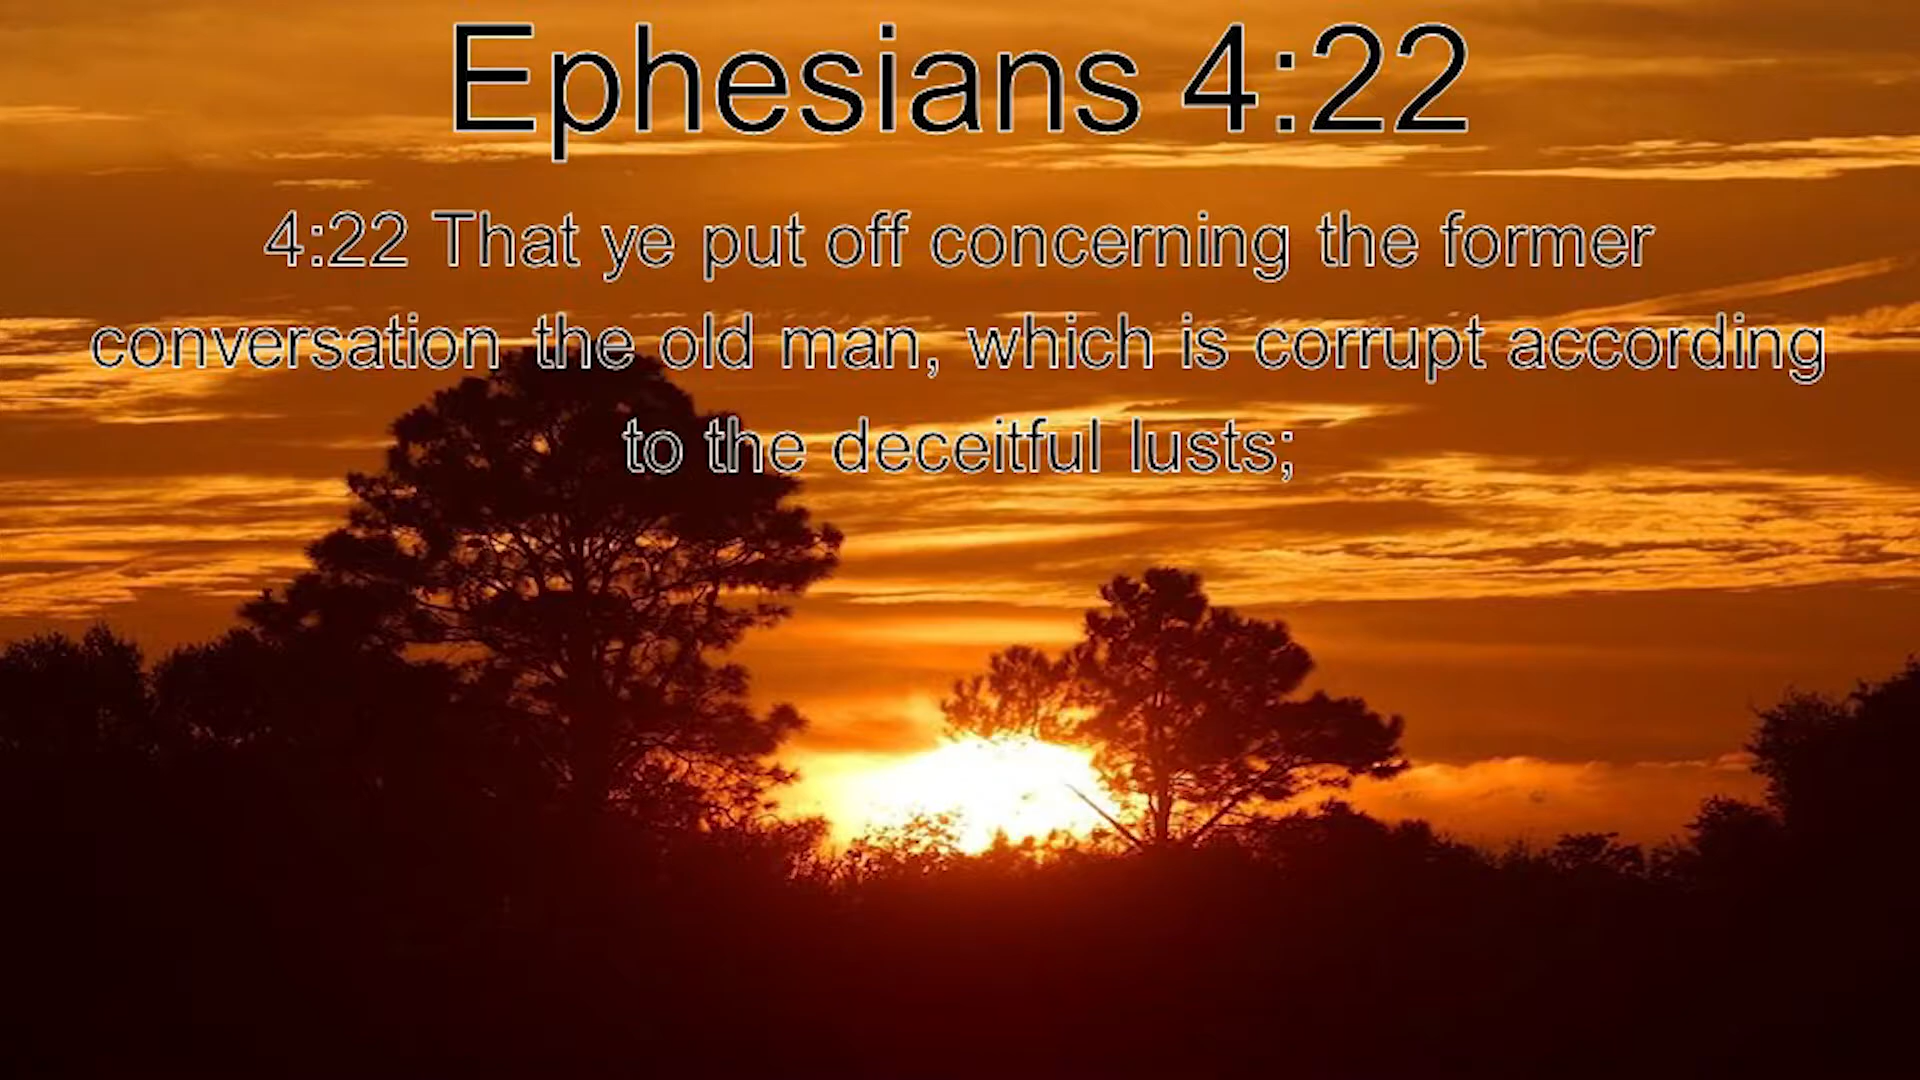 Ephesians 4:22
4:22 That ye put off concerning the former
conversation the old man, which is corrupt according
to the deceitful lusts;